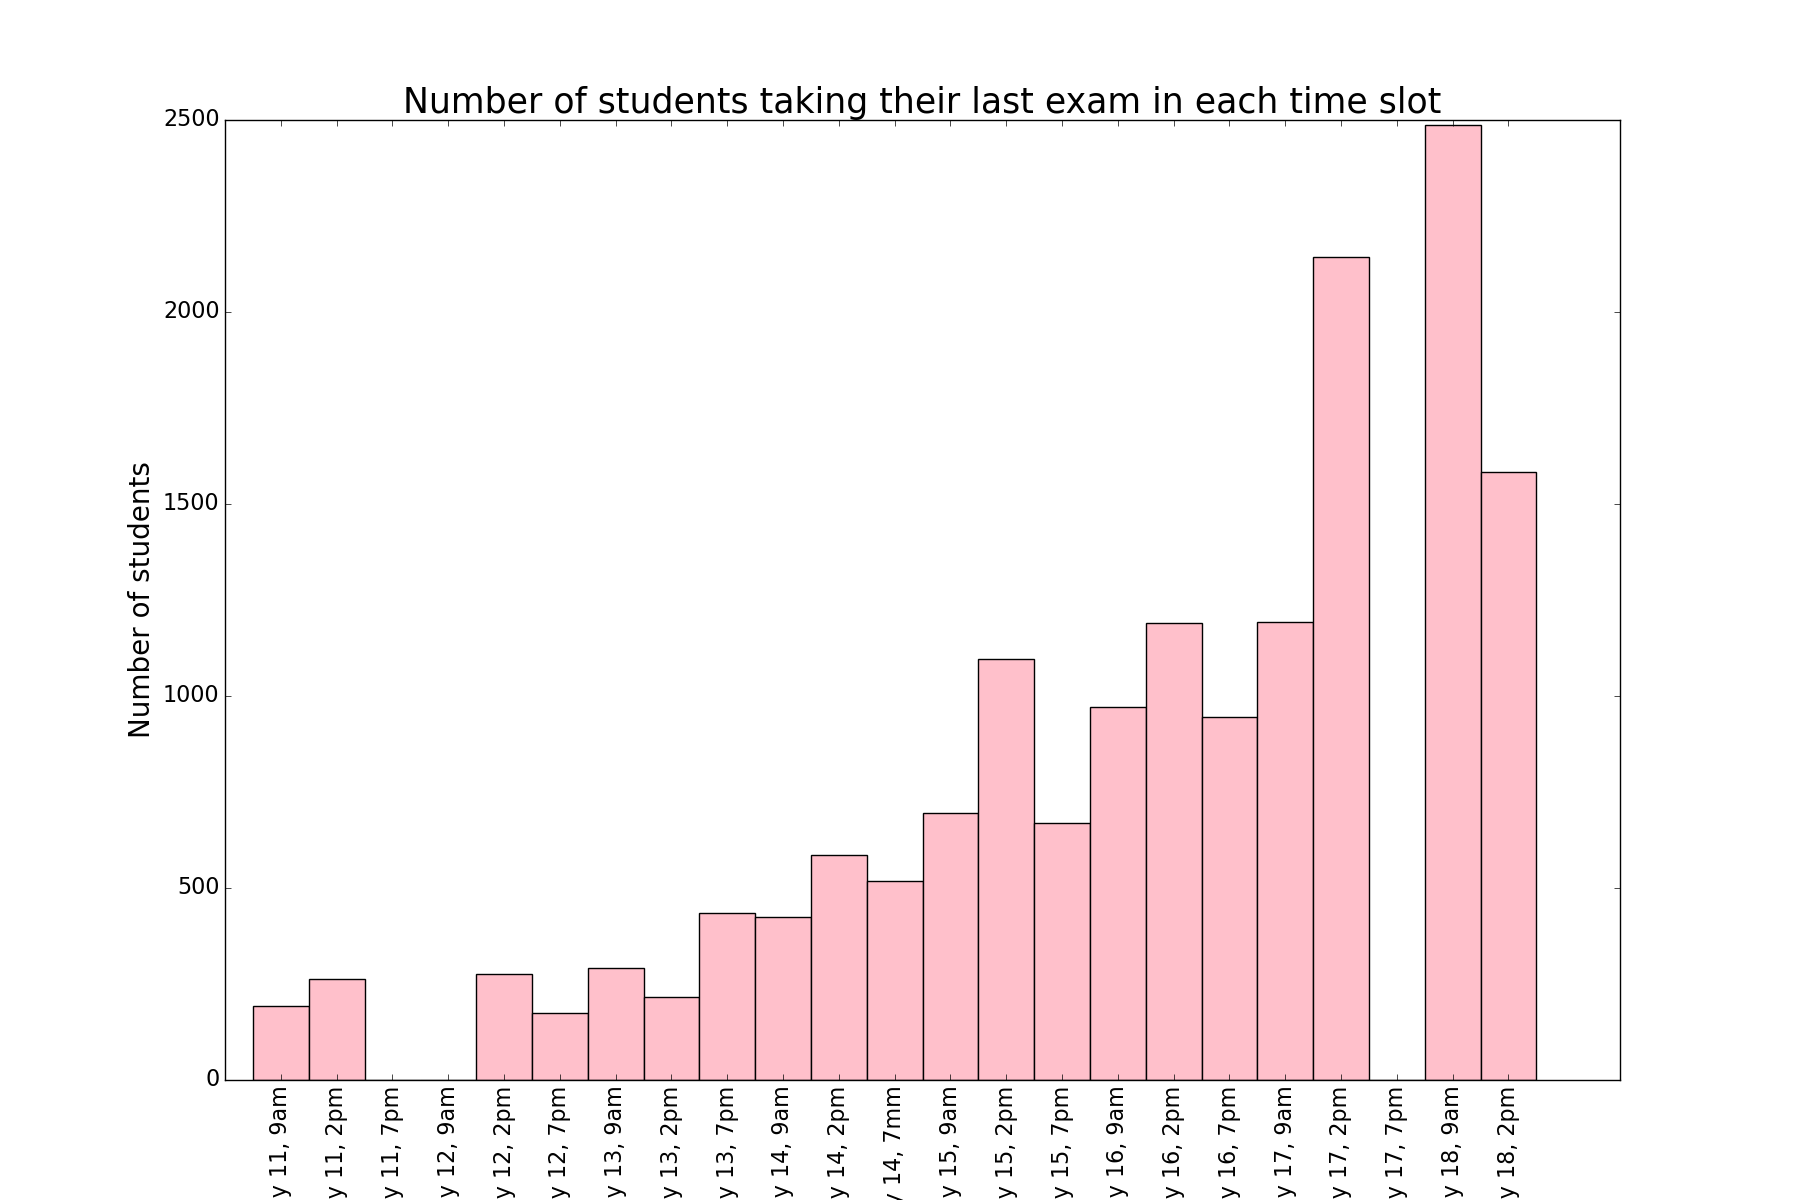 Number of students taking their last exam in each time slot
Number of students
2500
2000
1500
1000
500
0
y 11, 9am
y 11, 2pm
y 11, 7pm
y 12, 9am
y 12, 2pm
y 12, 7pm
y 13, 9am
y 13, 2pm
y 13, 7pm
y 14, 9am
y 14, 2pm
y 14, 7mm
y 15, 9am
y 15, 2pm
y 15, 7pm
y 16, 9am
y 16, 2pm
y 16, 7pm
y 17, 9am
y 17, 2pm
y 17, 7pm
y 18, 9am
y 18, 2pm